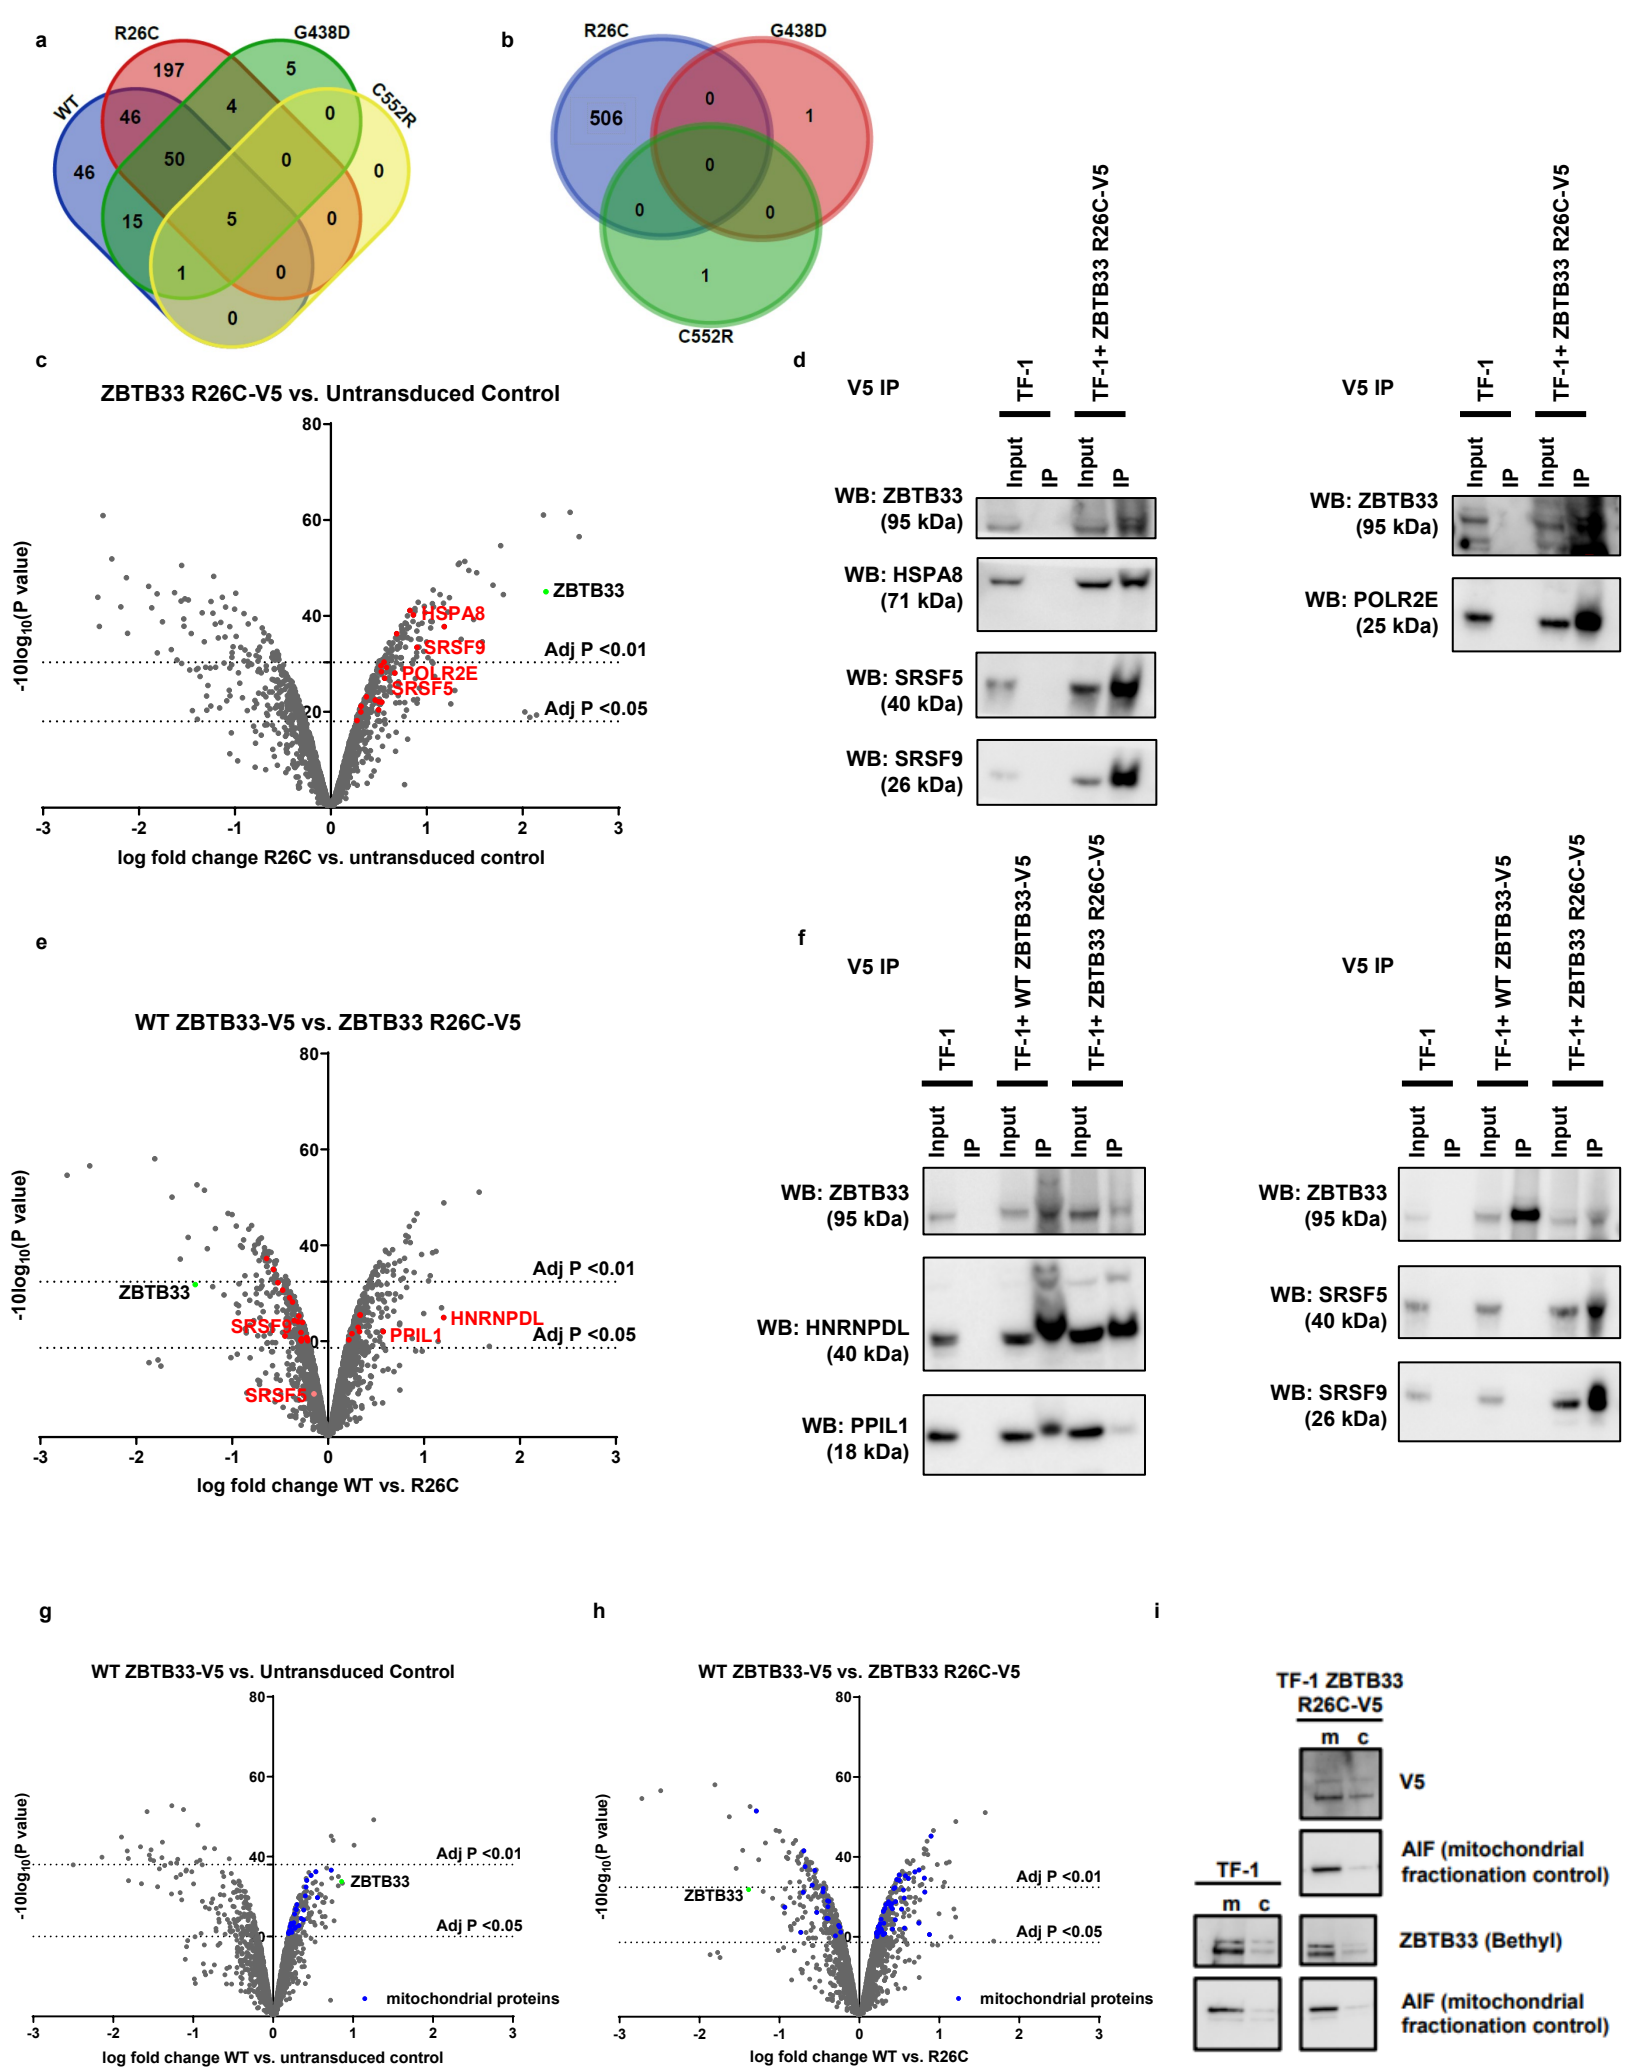 a
R26C
G438D
WT
C552R
197
5
46
4
0
46
50
0
0
15
5
0
1
0
0
b
R26C
G438D
506
0
1
0
0
0
1
C552R
c
ZBTB33 R26C-V5 vs. Untransduced Control
80
60
40
20
-10log10(P value)
ZBTB33
HSPA8
SRSF9
POLR2E
SRSF5
Adj P <0.01
Adj P <0.05
-3 -2 -1 0 1 2 3
log fold change R26C vs. untransduced control
d
V5 IP
TF-1
TF-1+ ZBTB33 R26C-V5
Input IP Input IP
WB: ZBTB33
(95 kDa)
WB: HSPA8
(71 kDa)
WB: SRSF5
(40 kDa)
WB: SRSF9
(26 kDa)
V5 IP
TF-1
TF-1+ ZBTB33 R26C-V5
Input IP Input IP
WB: ZBTB33
(95 kDa)
WB: POLR2E
(25 kDa)
e
WT ZBTB33-V5 vs. ZBTB33 R26C-V5
80
60
40
0
-10log10(P value)
Adj P <0.01
Adj P <0.05
ZBTB33
SRSF9
SRSF5
HNRNPDL
PPIL1
-3 -2 -1 0 1 2 3
log fold change WT vs. R26C
f
V5 IP
TF-1
TF-1+ WT ZBTB33-V5
TF-1+ ZBTB33 R26C-V5
Input IP Input IP Input IP
WB: ZBTB33
(95 kDa)
WB: HNRNPDL
(40 kDa)
WB: PPIL1
(18 kDa)
V5 IP
TF-1
TF-1+ WT ZBTB33-V5
TF-1+ ZBTB33 R26C-V5
Input IP Input IP Input IP
WB: ZBTB33
(95 kDa)
WB: SRSF5
(40 kDa)
WB: SRSF9
(26 kDa)
g
WT ZBTB33-V5 vs. Untransduced Control
80
60
40
0
-10log10(P value)
Adj P <0.01
ZBTB33
Adj P <0.05
mitochondrial proteins
-3 -2 -1 0 1 2 3
log fold change WT vs. untransduced control
h
WT ZBTB33-V5 vs. ZBTB33 R26C-V5
80
60
40
0
-10log10(P value)
Adj P <0.01
ZBTB33
Adj P <0.05
mitochondrial proteins
-3 -2 -1 0 1 2 3
log fold change WT vs. R26C
i
TF-1 ZBTB33
R26C-V5
m c
V5
AIF (mitochondrial
fractionation control)
TF-1
m c
ZBTB33 (Bethyl)
AIF (mitochondrial
fractionation control)